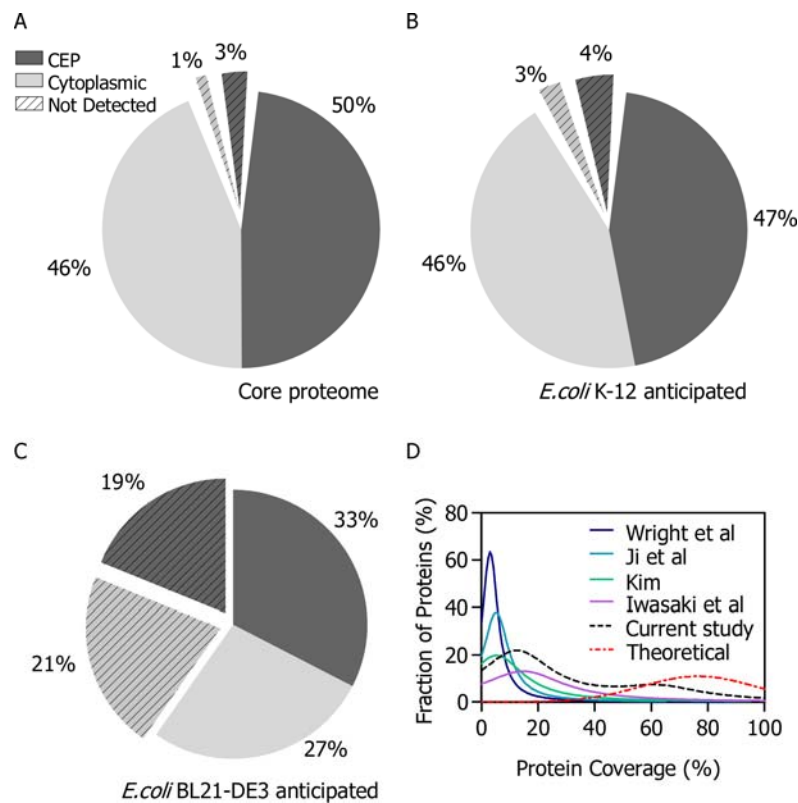 A
CEP
Cytoplasmic
Not Detected
1%
3%
50%
46%
Core proteome
B
3%
4%
47%
46%
E.coli K-12 anticipated
C
19%
33%
21%
27%
E.coli BL21-DE3 anticipated
D
Fraction of Proteins (%)
80
60
40
20
0
Wright et al
Ji et al
Kim
Iwasaki et al
Current study
Theoretical
0 20 40 60 80 100
Protein Coverage (%)